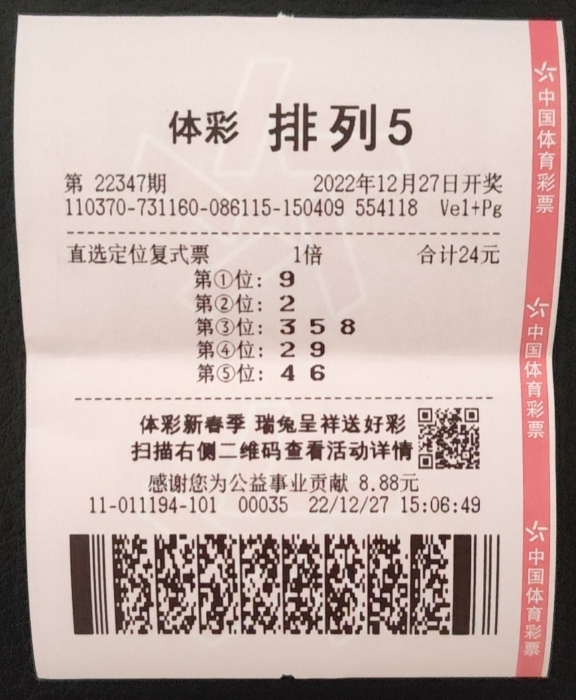 体彩 排列5
第 22347期 2022年12月27日开奖
110370-731160-086115-150409 554118 Vel+Pg
直选定位复式票 1倍 合计24元
第①位: 9
第②位: 2
第③位: 3 5 8
第④位: 2 9
第⑤位: 4 6
体彩新春季 瑞兔呈祥送好彩
扫描右侧二维码查看活动详情
感谢您为公益事业贡献 8.88元
11-011194-101 00035 22/12/27 15:06:49
中国体育彩票
中国体育彩票
中国体育彩票